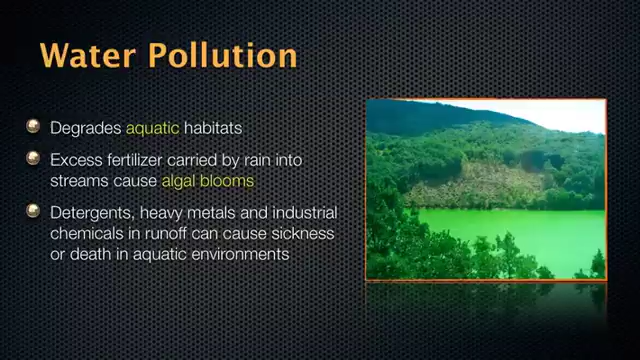 Water Pollution
Degrades aquatic habitats
Excess fertilizer carried by rain into
streams cause algal blooms
Detergents, heavy metals and industrial
chemicals in runoff can cause sickness
or death in aquatic environments